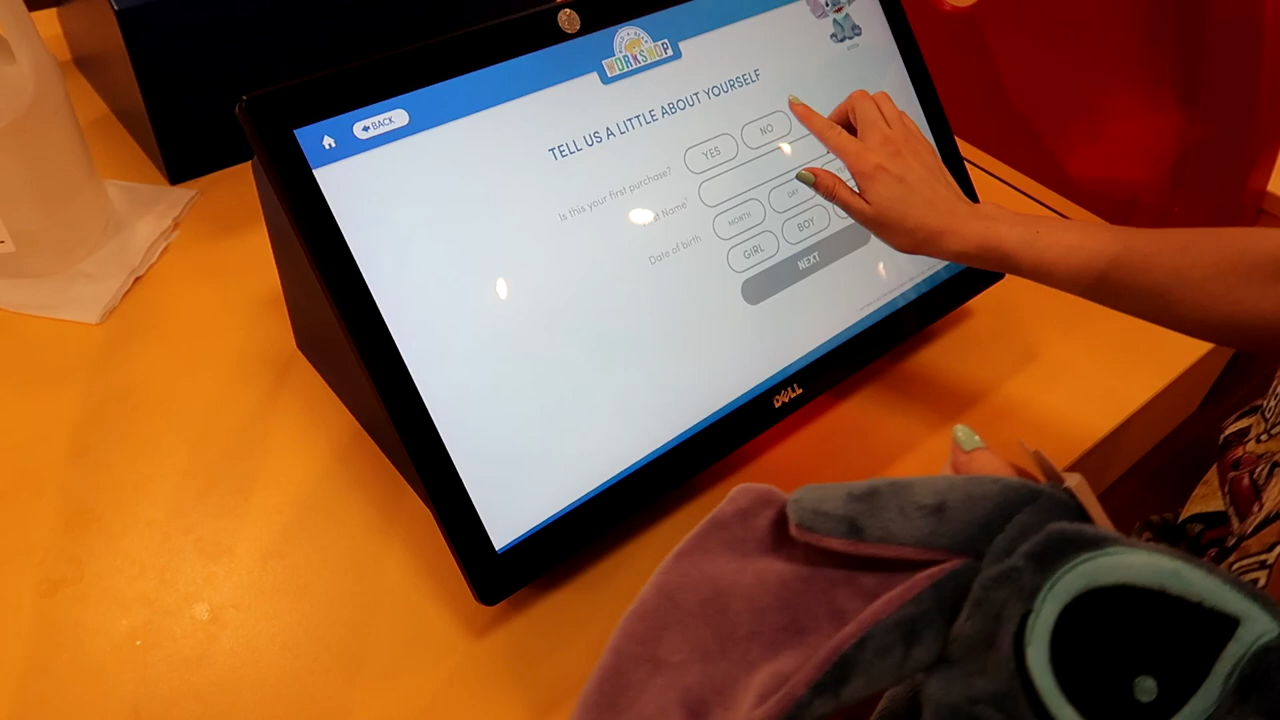 BUILD-A-BEAR
WORKSHOP
BACK
TELL US A LITTLE ABOUT YOURSELF
Is this your first purchase?
YES
NO
Name*
Date of birth
MONTH
DAY
GIRL
BOY
NEXT
DELL